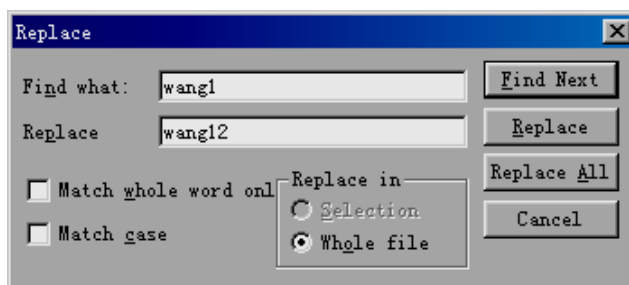 Replace
Find what: wang1 Find Next
Replace wang12 Replace
Match whole word onl Replace in Replace All
Selection
Match case Whole file Cancel